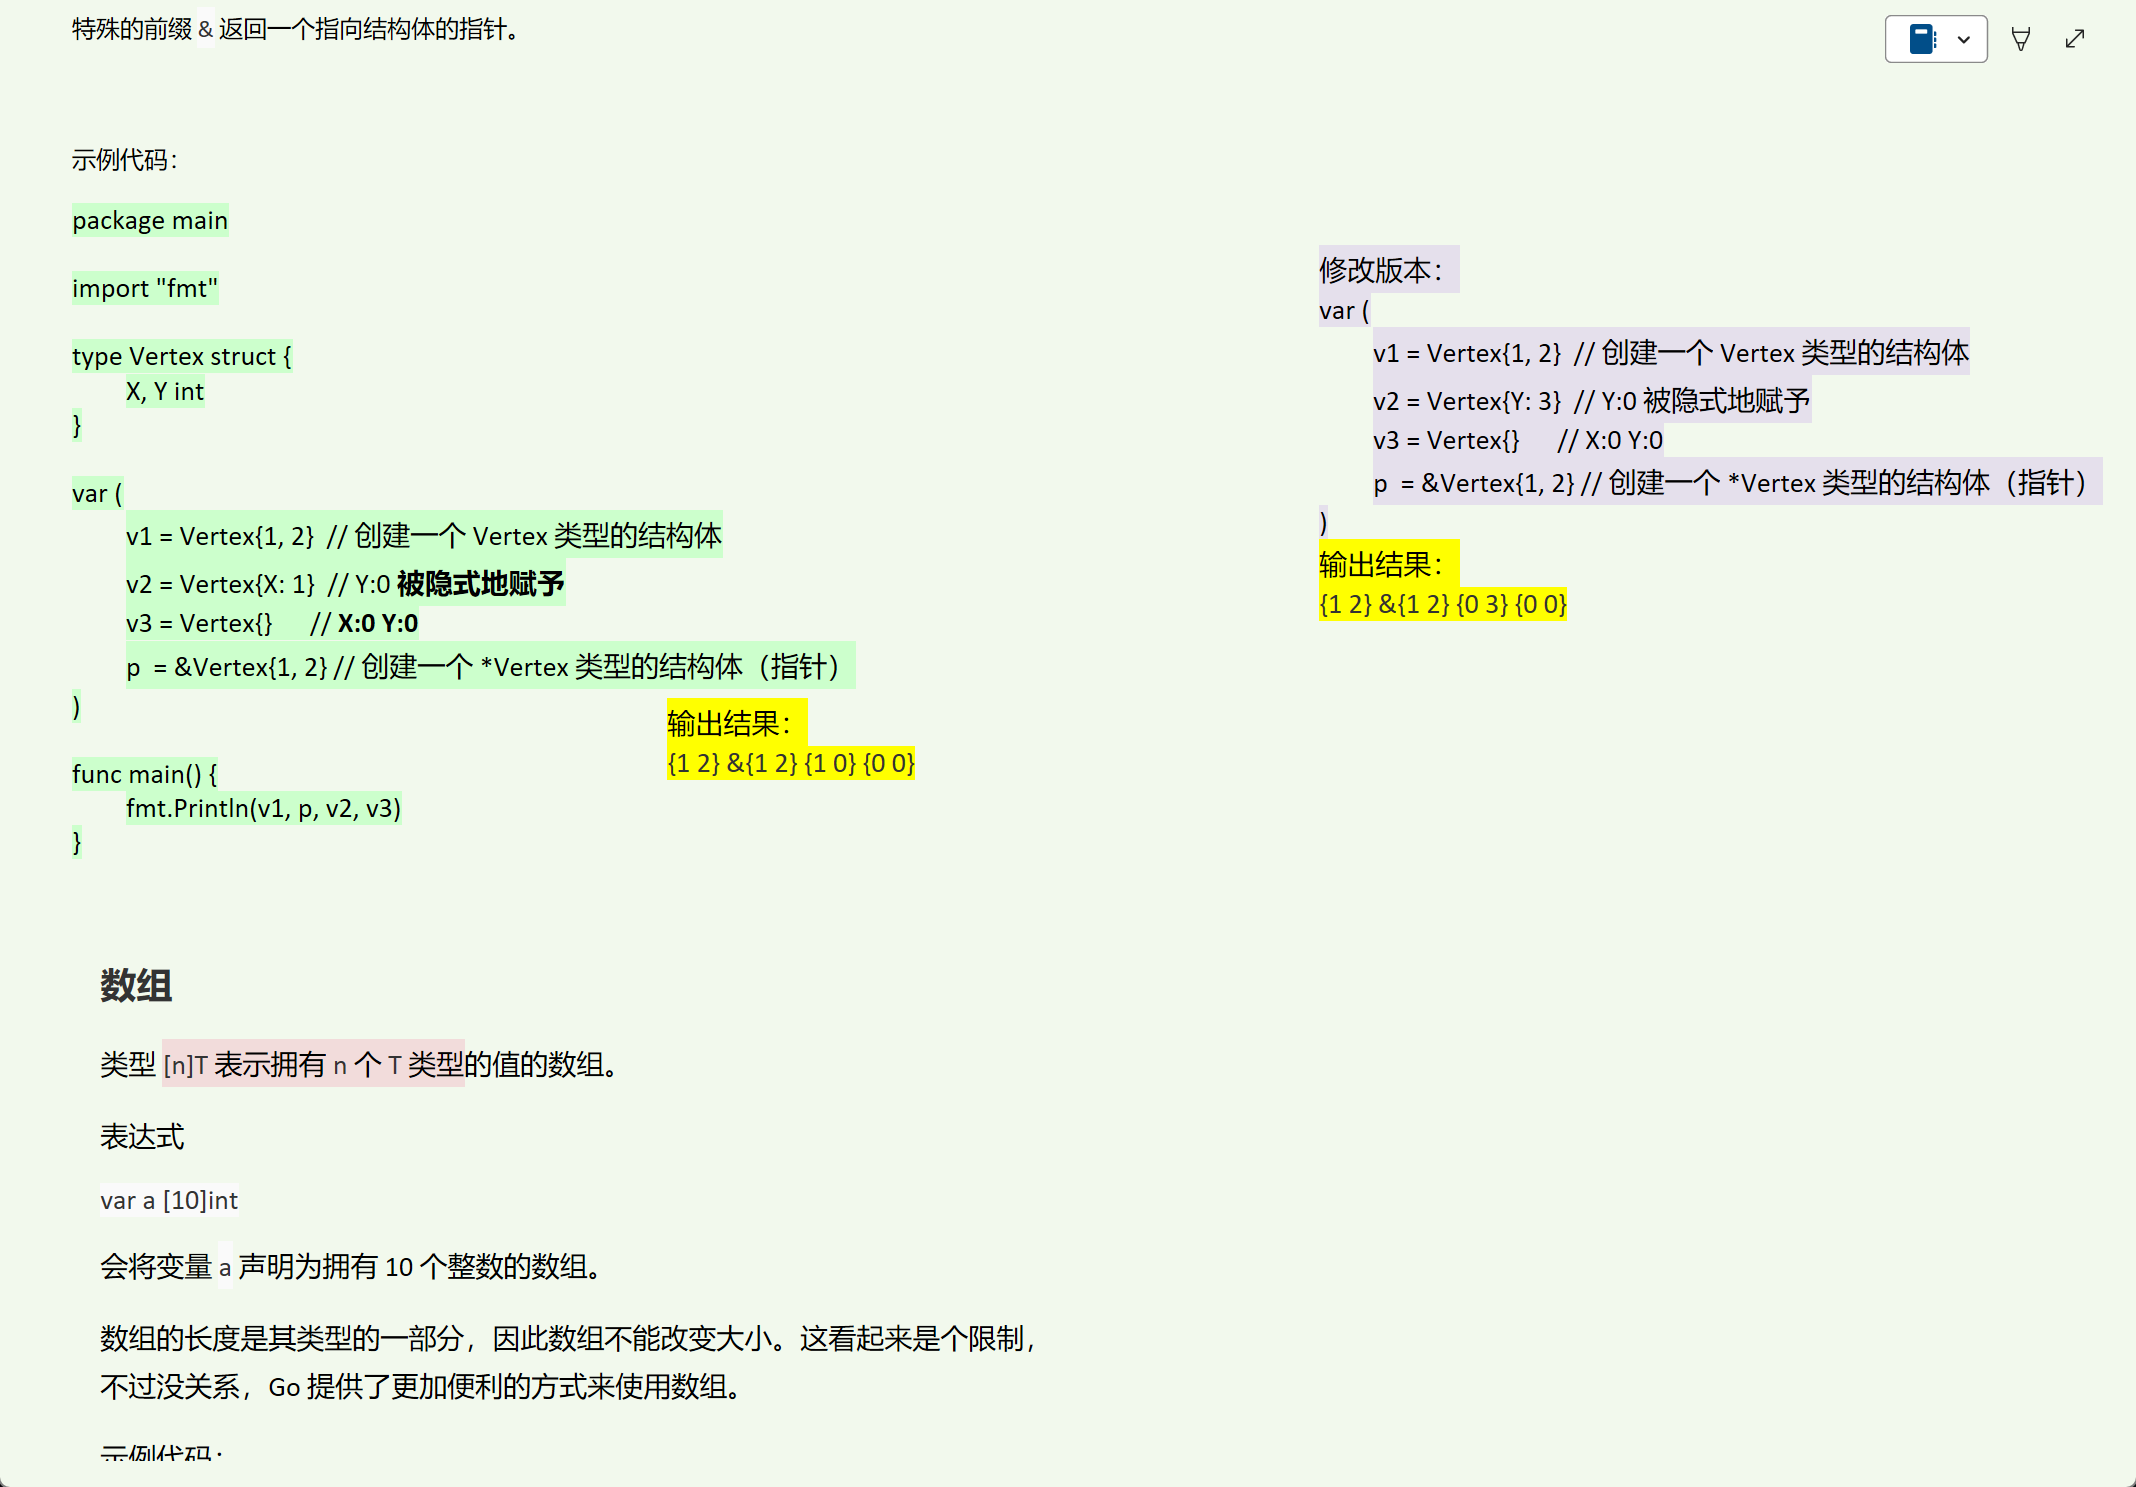 特殊的前缀 & 返回一个指向结构体的指针。
示例代码：
package main
import "fmt"
type Vertex struct {
X, Y int
}
var (
v1 = Vertex{1, 2}  // 创建一个 Vertex 类型的结构体
v2 = Vertex{X: 1}  // Y:0 被隐式地赋予
v3 = Vertex{}      // X:0 Y:0
p  = &Vertex{1, 2} // 创建一个 *Vertex 类型的结构体（指针）
)
输出结果：
{1 2} &{1 2} {1 0} {0 0}
func main() {
fmt.Println(v1, p, v2, v3)
}
修改版本：
var (
v1 = Vertex{1, 2}  // 创建一个 Vertex 类型的结构体
v2 = Vertex{Y: 3}  // Y:0 被隐式地赋予
v3 = Vertex{}      // X:0 Y:0
p  = &Vertex{1, 2} // 创建一个 *Vertex 类型的结构体（指针）
)
输出结果：
{1 2} &{1 2} {0 3} {0 0}
数组
类型 [n]T 表示拥有 n 个 T 类型的值的数组。
表达式
var a [10]int
会将变量 a 声明为拥有 10 个整数的数组。
数组的长度是其类型的一部分，因此数组不能改变大小。这看起来是个限制，
不过没关系，Go 提供了更加便利的方式来使用数组。
示例代码：